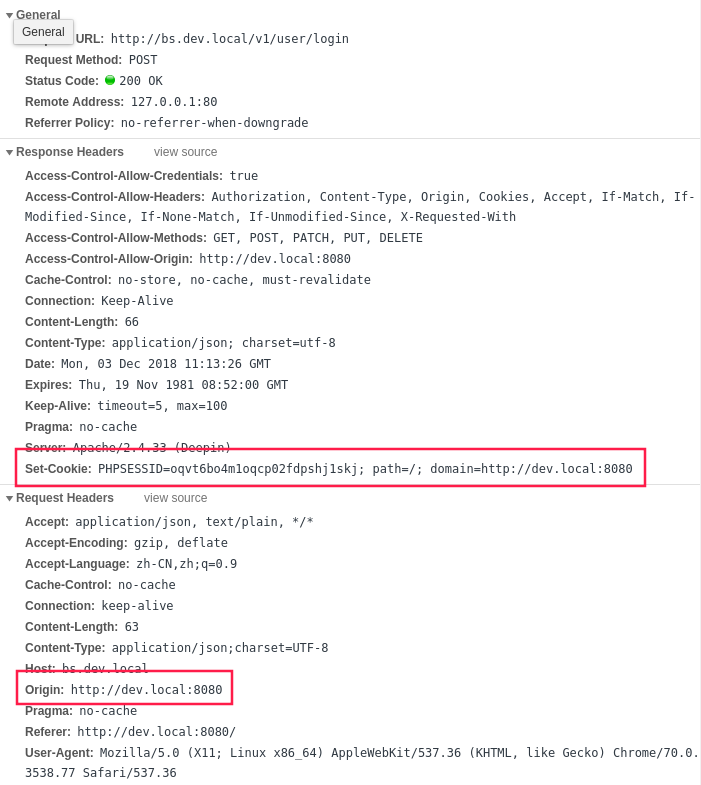 General
General
URL: http://bs.dev.local/v1/user/login
Request Method: POST
Status Code: 200 OK
Remote Address: 127.0.0.1:80
Referrer Policy: no-referrer-when-downgrade
Response Headers view source
Access-Control-Allow-Credentials: true
Access-Control-Allow-Headers: Authorization, Content-Type, Origin, Cookies, Accept, If-Match, If-
Modified-Since, If-None-Match, If-Unmodified-Since, X-Requested-With
Access-Control-Allow-Methods: GET, POST, PATCH, PUT, DELETE
Access-Control-Allow-Origin: http://dev.local:8080
Cache-Control: no-store, no-cache, must-revalidate
Connection: Keep-Alive
Content-Length: 66
Content-Type: application/json; charset=utf-8
Date: Mon, 03 Dec 2018 11:13:26 GMT
Expires: Thu, 19 Nov 1981 08:52:00 GMT
Keep-Alive: timeout=5, max=100
Pragma: no-cache
Server: Apache/2.4.33 (Deepin)
Set-Cookie: PHPSESSID=oqvt6bo4m1oqcp02fdpshj1skj; path=/; domain=http://dev.local:8080
Request Headers view source
Accept: application/json, text/plain, */*
Accept-Encoding: gzip, deflate
Accept-Language: zh-CN,zh;q=0.9
Cache-Control: no-cache
Connection: keep-alive
Content-Length: 63
Content-Type: application/json;charset=UTF-8
Host: bs.dev.local
Origin: http://dev.local:8080
Pragma: no-cache
Referer: http://dev.local:8080/
User-Agent: Mozilla/5.0 (X11; Linux x86_64) AppleWebKit/537.36 (KHTML, like Gecko) Chrome/70.0.
3538.77 Safari/537.36